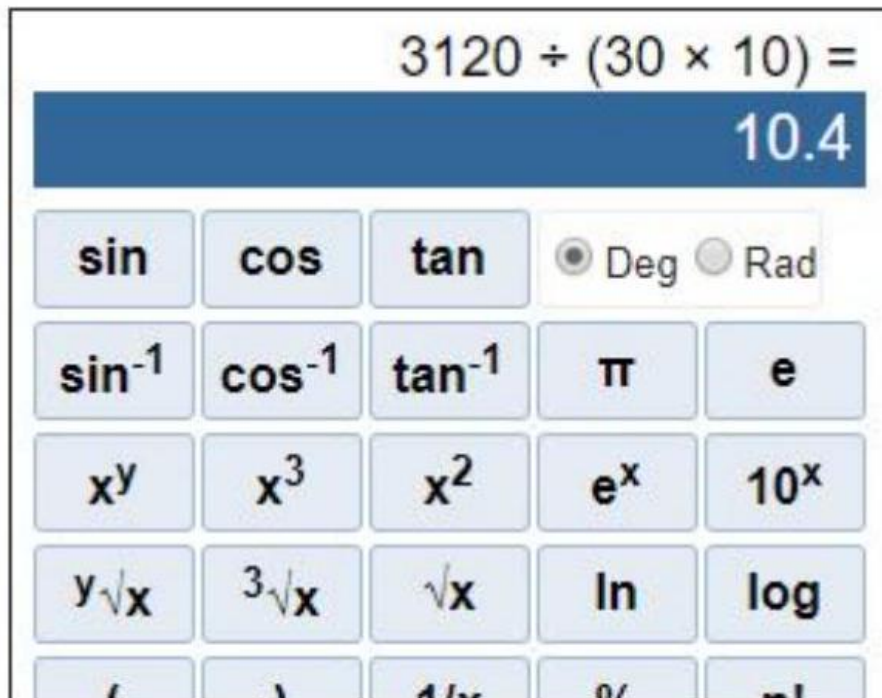 3120 ÷ (30 × 10) =
10.4
sin cos tan Deg Rad
sin⁻¹ cos⁻¹ tan⁻¹ π e
xʸ x³ x² eˣ 10ˣ
ʸ√x ³√x √x ln log